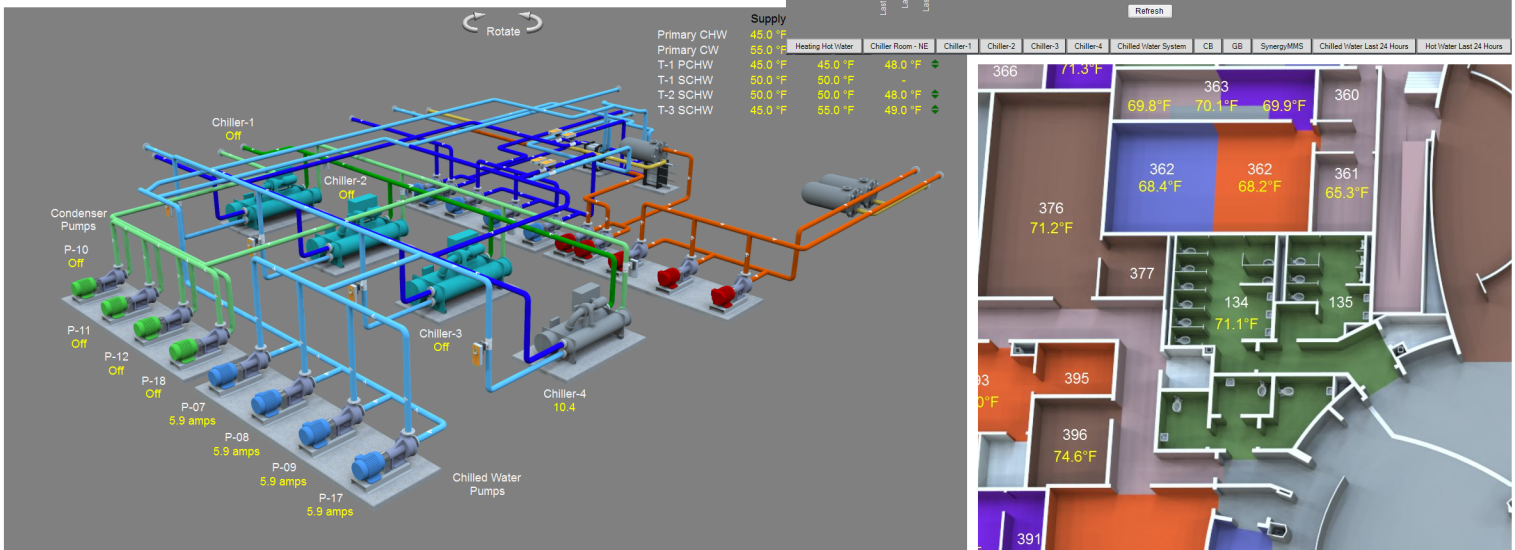 Last
La
Last
Refresh
Rotate
Supply
Primary CHW 45.0 °F
Primary CW 55.0 °F
T-1 PCHW 45.0 °F 45.0 °F 48.0 °F
T-1 SCHW 50.0 °F 50.0 °F -
T-2 SCHW 50.0 °F 50.0 °F 48.0 °F
T-3 SCHW 45.0 °F 55.0 °F 49.0 °F
Heating Hot Water Chiller Room - NE Chiller-1 Chiller-2 Chiller-3 Chiller-4 Chilled Water System CB GB SynergyMMS Chilled Water Last 24 Hours Hot Water Last 24 Hours
Chiller-1
Off
Chiller-2
Off
Condenser
Pumps
P-10
Off
P-11
Off
P-12
Off
P-18
Off
P-07
5.9 amps
P-08
5.9 amps
P-09
5.9 amps
P-17
5.9 amps
Chiller-3
Off
Chiller-4
10.4
Chilled Water
Pumps
366
71.3°F
363
69.8°F 70.1°F 69.9°F
360
362
68.4°F
362
68.2°F
361
65.3°F
376
71.2°F
377
134
71.1°F
135
93
0°F
395
396
74.6°F
391